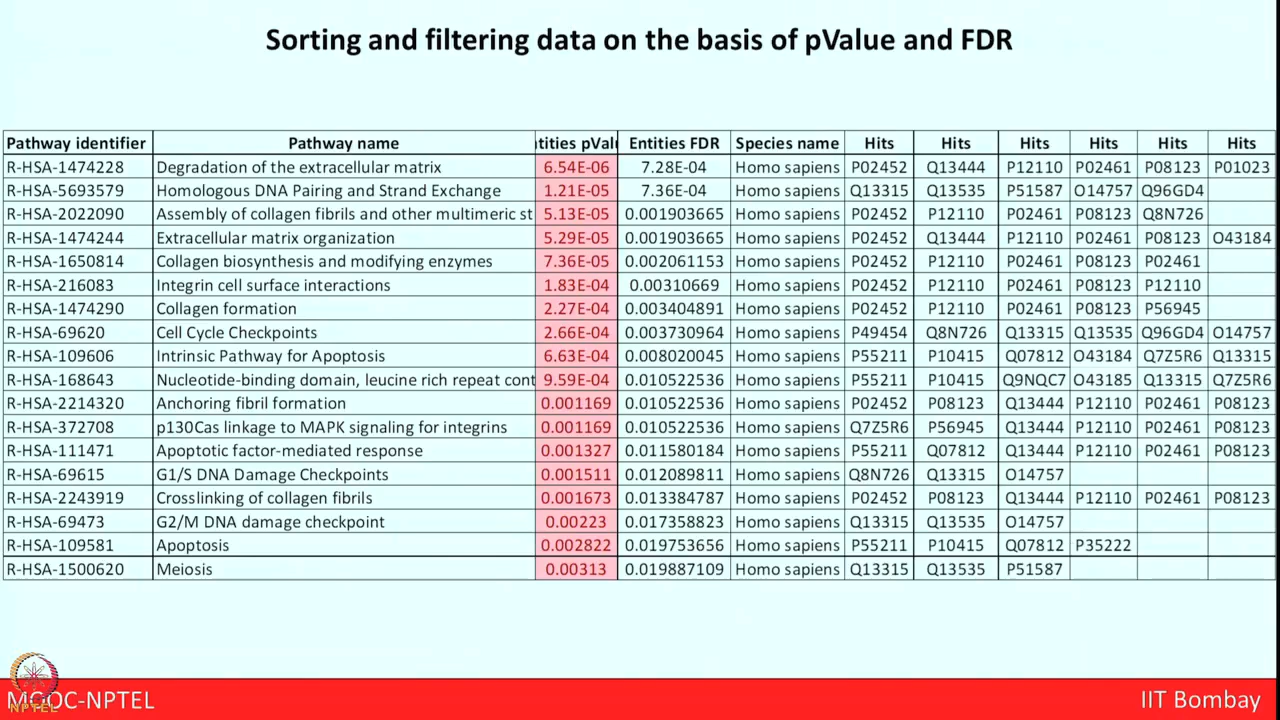 Sorting and filtering data on the basis of pValue and FDR
Pathway identifier Pathway name tities pValu Entities FDR Species name Hits Hits Hits Hits Hits Hits
R-HSA-1474228 Degradation of the extracellular matrix 6.54E-06 7.28E-04 Homo sapiens P02452 Q13444 P12110 P02461 P08123 P01023
R-HSA-5693579 Homologous DNA Pairing and Strand Exchange 1.21E-05 7.36E-04 Homo sapiens Q13315 Q13535 P51587 O14757 Q96GD4
R-HSA-2022090 Assembly of collagen fibrils and other multimeric st 5.13E-05 0.001903665 Homo sapiens P02452 P12110 P02461 P08123 Q8N726
R-HSA-1474244 Extracellular matrix organization 5.29E-05 0.001903665 Homo sapiens P02452 Q13444 P12110 P02461 P08123 O43184
R-HSA-1650814 Collagen biosynthesis and modifying enzymes 7.36E-05 0.002061153 Homo sapiens P02452 P12110 P02461 P08123 P02461
R-HSA-216083 Integrin cell surface interactions 1.83E-04 0.00310669 Homo sapiens P02452 P12110 P02461 P08123 P12110
R-HSA-1474290 Collagen formation 2.27E-04 0.003404891 Homo sapiens P02452 P12110 P02461 P08123 P56945
R-HSA-69620 Cell Cycle Checkpoints 2.66E-04 0.003730964 Homo sapiens P49454 Q8N726 Q13315 Q13535 Q96GD4 O14757
R-HSA-109606 Intrinsic Pathway for Apoptosis 6.63E-04 0.008020045 Homo sapiens P55211 P10415 Q07812 O43184 Q7Z5R6 Q13315
R-HSA-168643 Nucleotide-binding domain, leucine rich repeat cont 9.59E-04 0.010522536 Homo sapiens P55211 P10415 Q9NQC7 O43185 Q13315 Q7Z5R6
R-HSA-2214320 Anchoring fibril formation 0.001169 0.010522536 Homo sapiens P02452 P08123 Q13444 P12110 P02461 P08123
R-HSA-372708 p130Cas linkage to MAPK signaling for integrins 0.001169 0.010522536 Homo sapiens Q7Z5R6 P56945 Q13444 P12110 P02461 P08123
R-HSA-111471 Apoptotic factor-mediated response 0.001327 0.011580184 Homo sapiens P55211 Q07812 Q13444 P12110 P02461 P08123
R-HSA-69615 G1/S DNA Damage Checkpoints 0.001511 0.012089811 Homo sapiens Q8N726 Q13315 O14757
R-HSA-2243919 Crosslinking of collagen fibrils 0.001673 0.013384787 Homo sapiens P02452 P08123 Q13444 P12110 P02461 P08123
R-HSA-69473 G2/M DNA damage checkpoint 0.00223 0.017358823 Homo sapiens Q13315 Q13535 O14757
R-HSA-109581 Apoptosis 0.002822 0.019753656 Homo sapiens P55211 P10415 Q07812 P35222
R-HSA-1500620 Meiosis 0.00313 0.019887109 Homo sapiens Q13315 Q13535 P51587
MOOC-NPTEL IIT Bombay
NPTEL